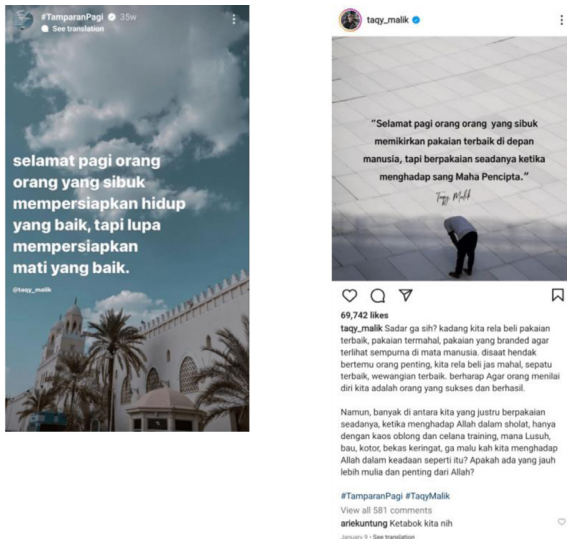 #TamparanPagi 35w
See translation
selamat pagi orang
orang yang sibuk
mempersiapkan hidup
yang baik, tapi lupa
mempersiapkan
mati yang baik.
@taqy_malik
taqy_malik
"Selamat pagi orang orang yang sibuk
memikirkan pakaian terbaik di depan
manusia, tapi berpakaian seadanya ketika
menghadap sang Maha Pencipta."
Taqy Malik
69,742 likes
taqy_malik Sadar ga sih? kadang kita rela beli pakaian
terbaik, pakaian termahal, pakaian yang branded agar
terlihat sempurna di mata manusia. disaat hendak
bertemu orang penting, kita rela beli jas mahal, sepatu
terbaik, wewangian terbaik. berharap Agar orang menilai
diri kita adalah orang yang sukses dan berhasil.
Namun, banyak di antara kita yang justru berpakaian
seadanya, ketika menghadap Allah dalam sholat, hanya
dengan kaos oblong dan celana training, mana Lusuh,
bau, kotor, bekas keringat, ga malu kah kita menghadap
Allah dalam keadaan seperti itu? Apakah ada yang jauh
lebih mulia dan penting dari Allah?
#TamparanPagi #TaqyMalik
View all 581 comments
ariekuntung Ketabok kita nih
January 9 · See translation